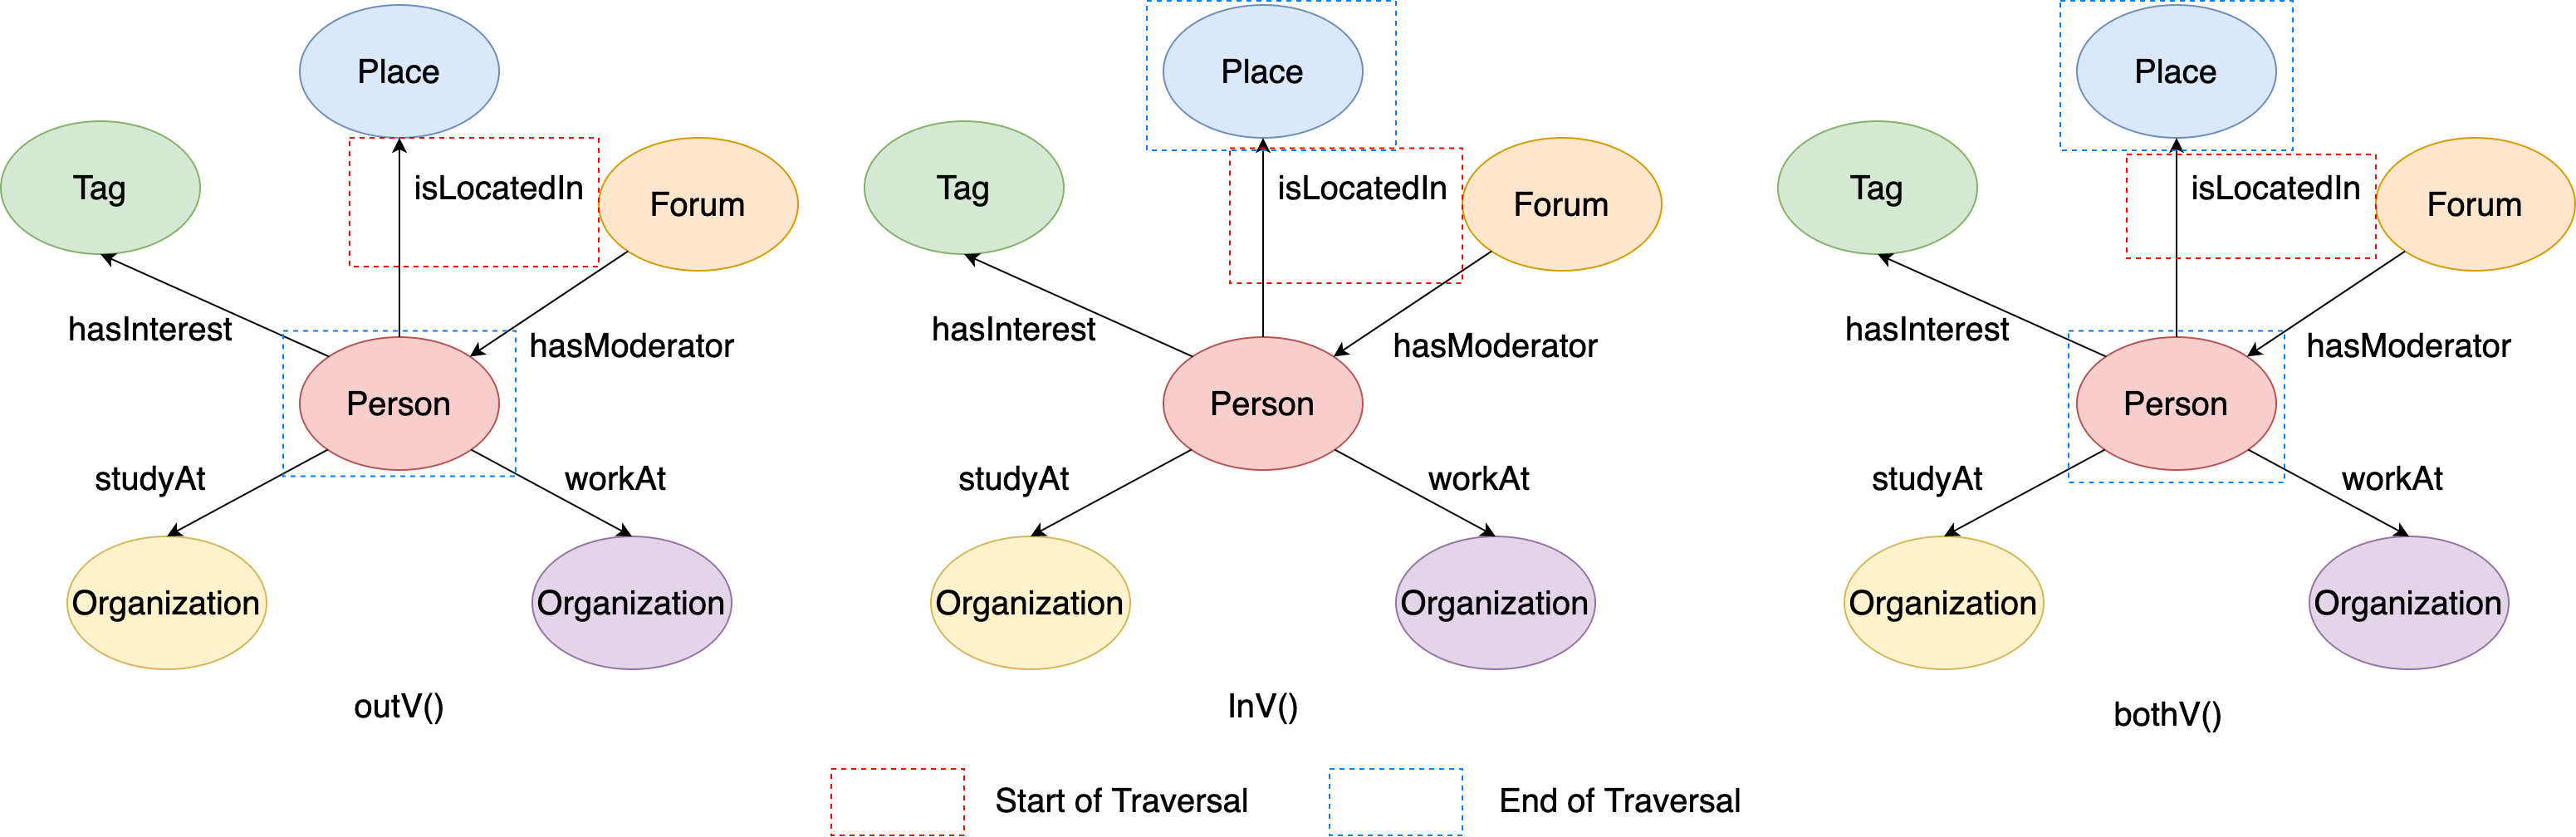 Place
Tag
isLocatedIn
Forum
hasInterest
hasModerator
Person
studyAt
workAt
Organization
Organization
outV()
Place
Tag
isLocatedIn
Forum
hasInterest
hasModerator
Person
studyAt
workAt
Organization
Organization
InV()
Place
Tag
isLocatedIn
Forum
hasInterest
hasModerator
Person
studyAt
workAt
Organization
Organization
bothV()
Start of Traversal
End of Traversal